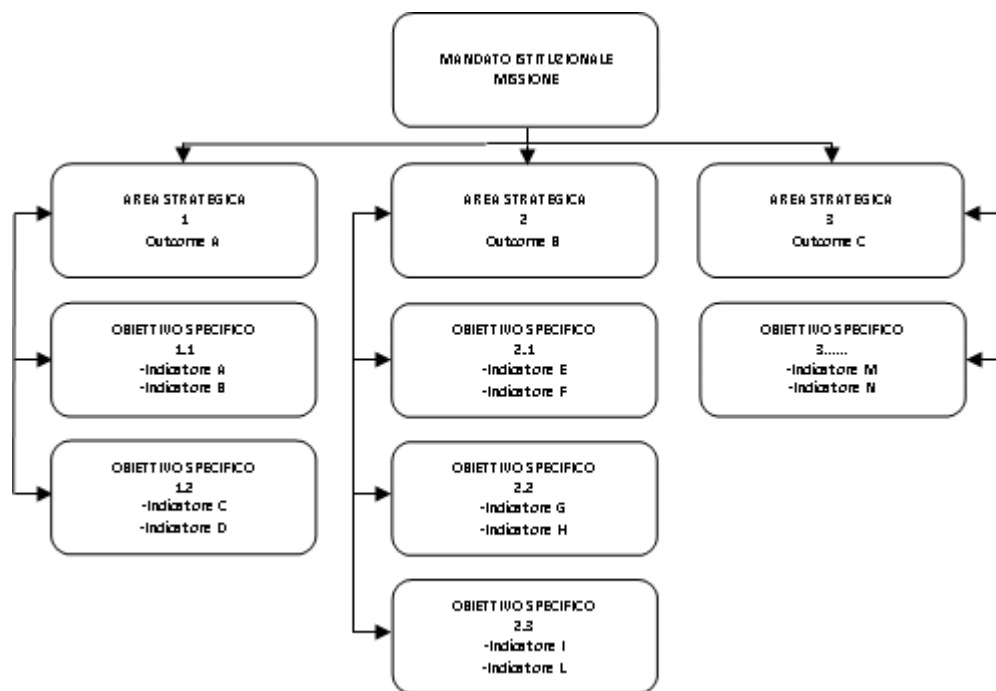 MANDATO ISTITUZIONALE
MISSIONE
AREA STRATEGICA
1
Outcome A
AREA STRATEGICA
2
Outcome B
AREA STRATEGICA
3
Outcome C
OBIETTIVO SPECIFICO
1.1
-Indicatore A
-Indicatore B
OBIETTIVO SPECIFICO
2.1
-Indicatore E
-Indicatore F
OBIETTIVO SPECIFICO
3......
-Indicatore M
-Indicatore N
OBIETTIVO SPECIFICO
1.2
-Indicatore C
-Indicatore D
OBIETTIVO SPECIFICO
2.2
-Indicatore G
-Indicatore H
OBIETTIVO SPECIFICO
2.3
-Indicatore I
-Indicatore L